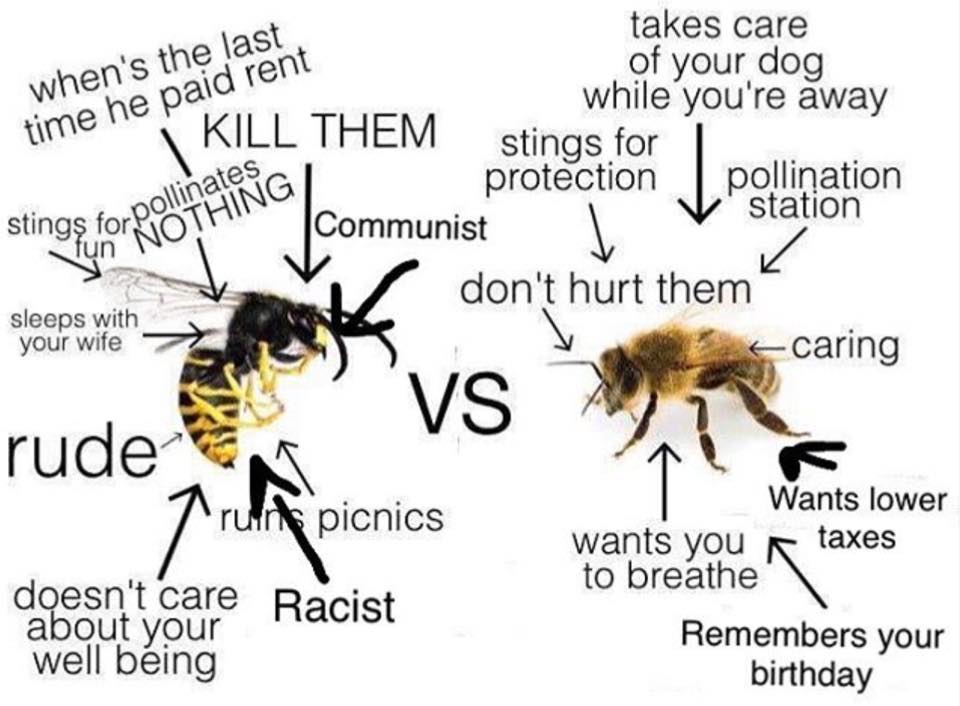 when's the last
time he paid rent
KILL THEM
pollinates
NOTHING
stings for
fun
Communist
sleeps with
your wife
rude
ruins picnics
doesn't care
about your
well being
Racist
VS
takes care
of your dog
while you're away
stings for
protection
pollination
station
don't hurt them
caring
Wants lower
taxes
wants you
to breathe
Remembers your
birthday